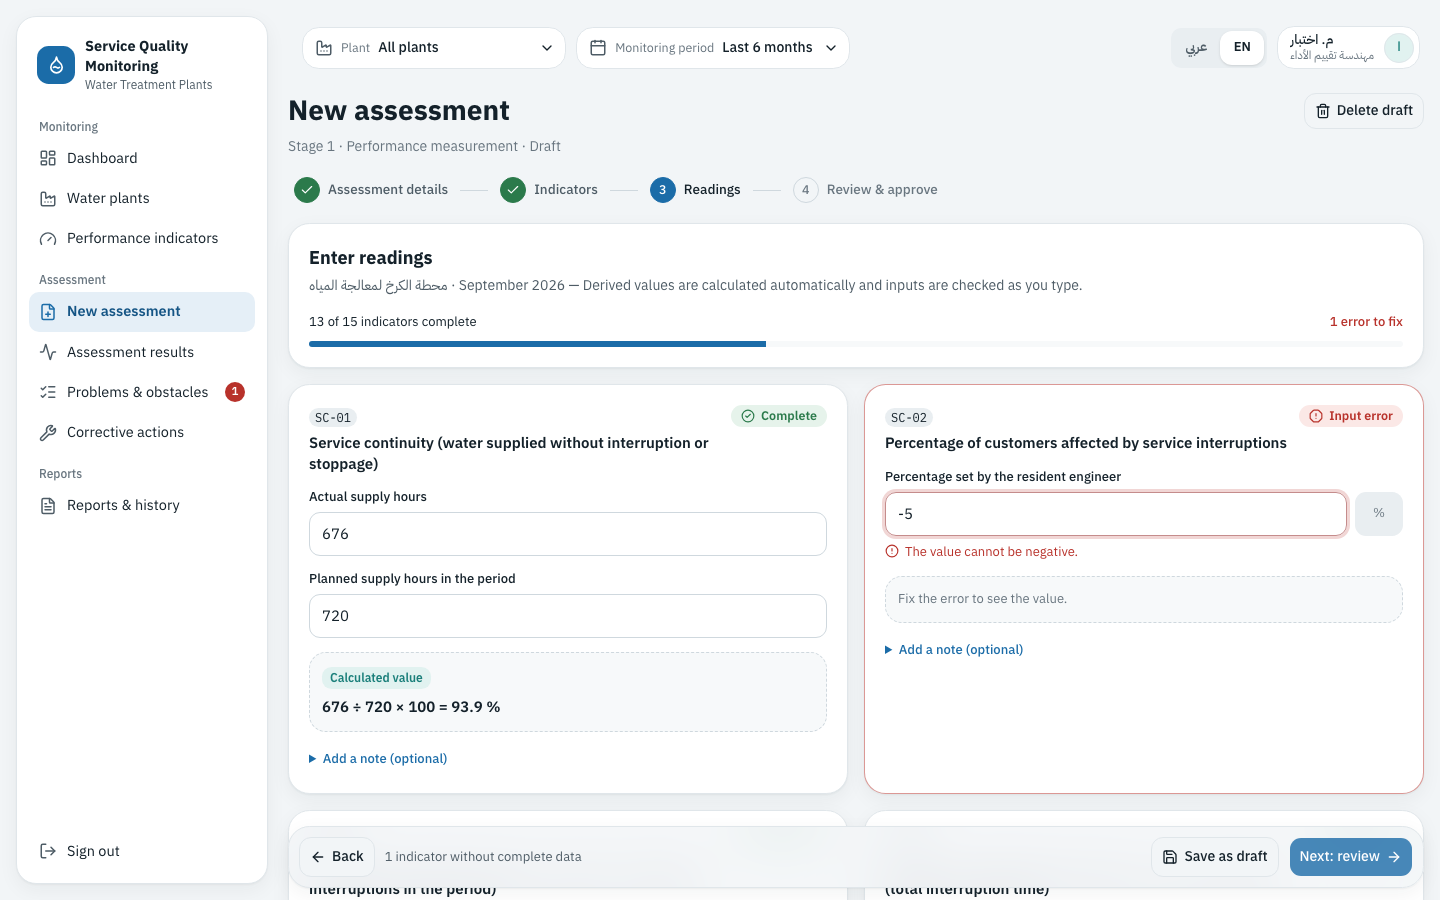 Service Quality
Monitoring
Water Treatment Plants
Monitoring
Dashboard
Water plants
Performance indicators
Assessment
New assessment
Assessment results
Problems & obstacles 1
Corrective actions
Reports
Reports & history
Sign out
Plant All plants
Monitoring period Last 6 months
عربي EN
م. اختبار
مهندسة تقييم الأداء
ا
New assessment
Delete draft
Stage 1 · Performance measurement · Draft
Assessment details
Indicators
3 Readings
4 Review & approve
Enter readings
محطة الكرخ لمعالجة المياه · September 2026 — Derived values are calculated automatically and inputs are checked as you type.
13 of 15 indicators complete
1 error to fix
SC-01
Complete
Service continuity (water supplied without interruption or
stoppage)
Actual supply hours
676
Planned supply hours in the period
720
Calculated value
676 ÷ 720 × 100 = 93.9 %
Add a note (optional)
SC-02
Input error
Percentage of customers affected by service interruptions
Percentage set by the resident engineer
-5
%
The value cannot be negative.
Fix the error to see the value.
Add a note (optional)
Back
1 indicator without complete data
Save as draft
Next: review
interruptions in the period)
(total interruption time)